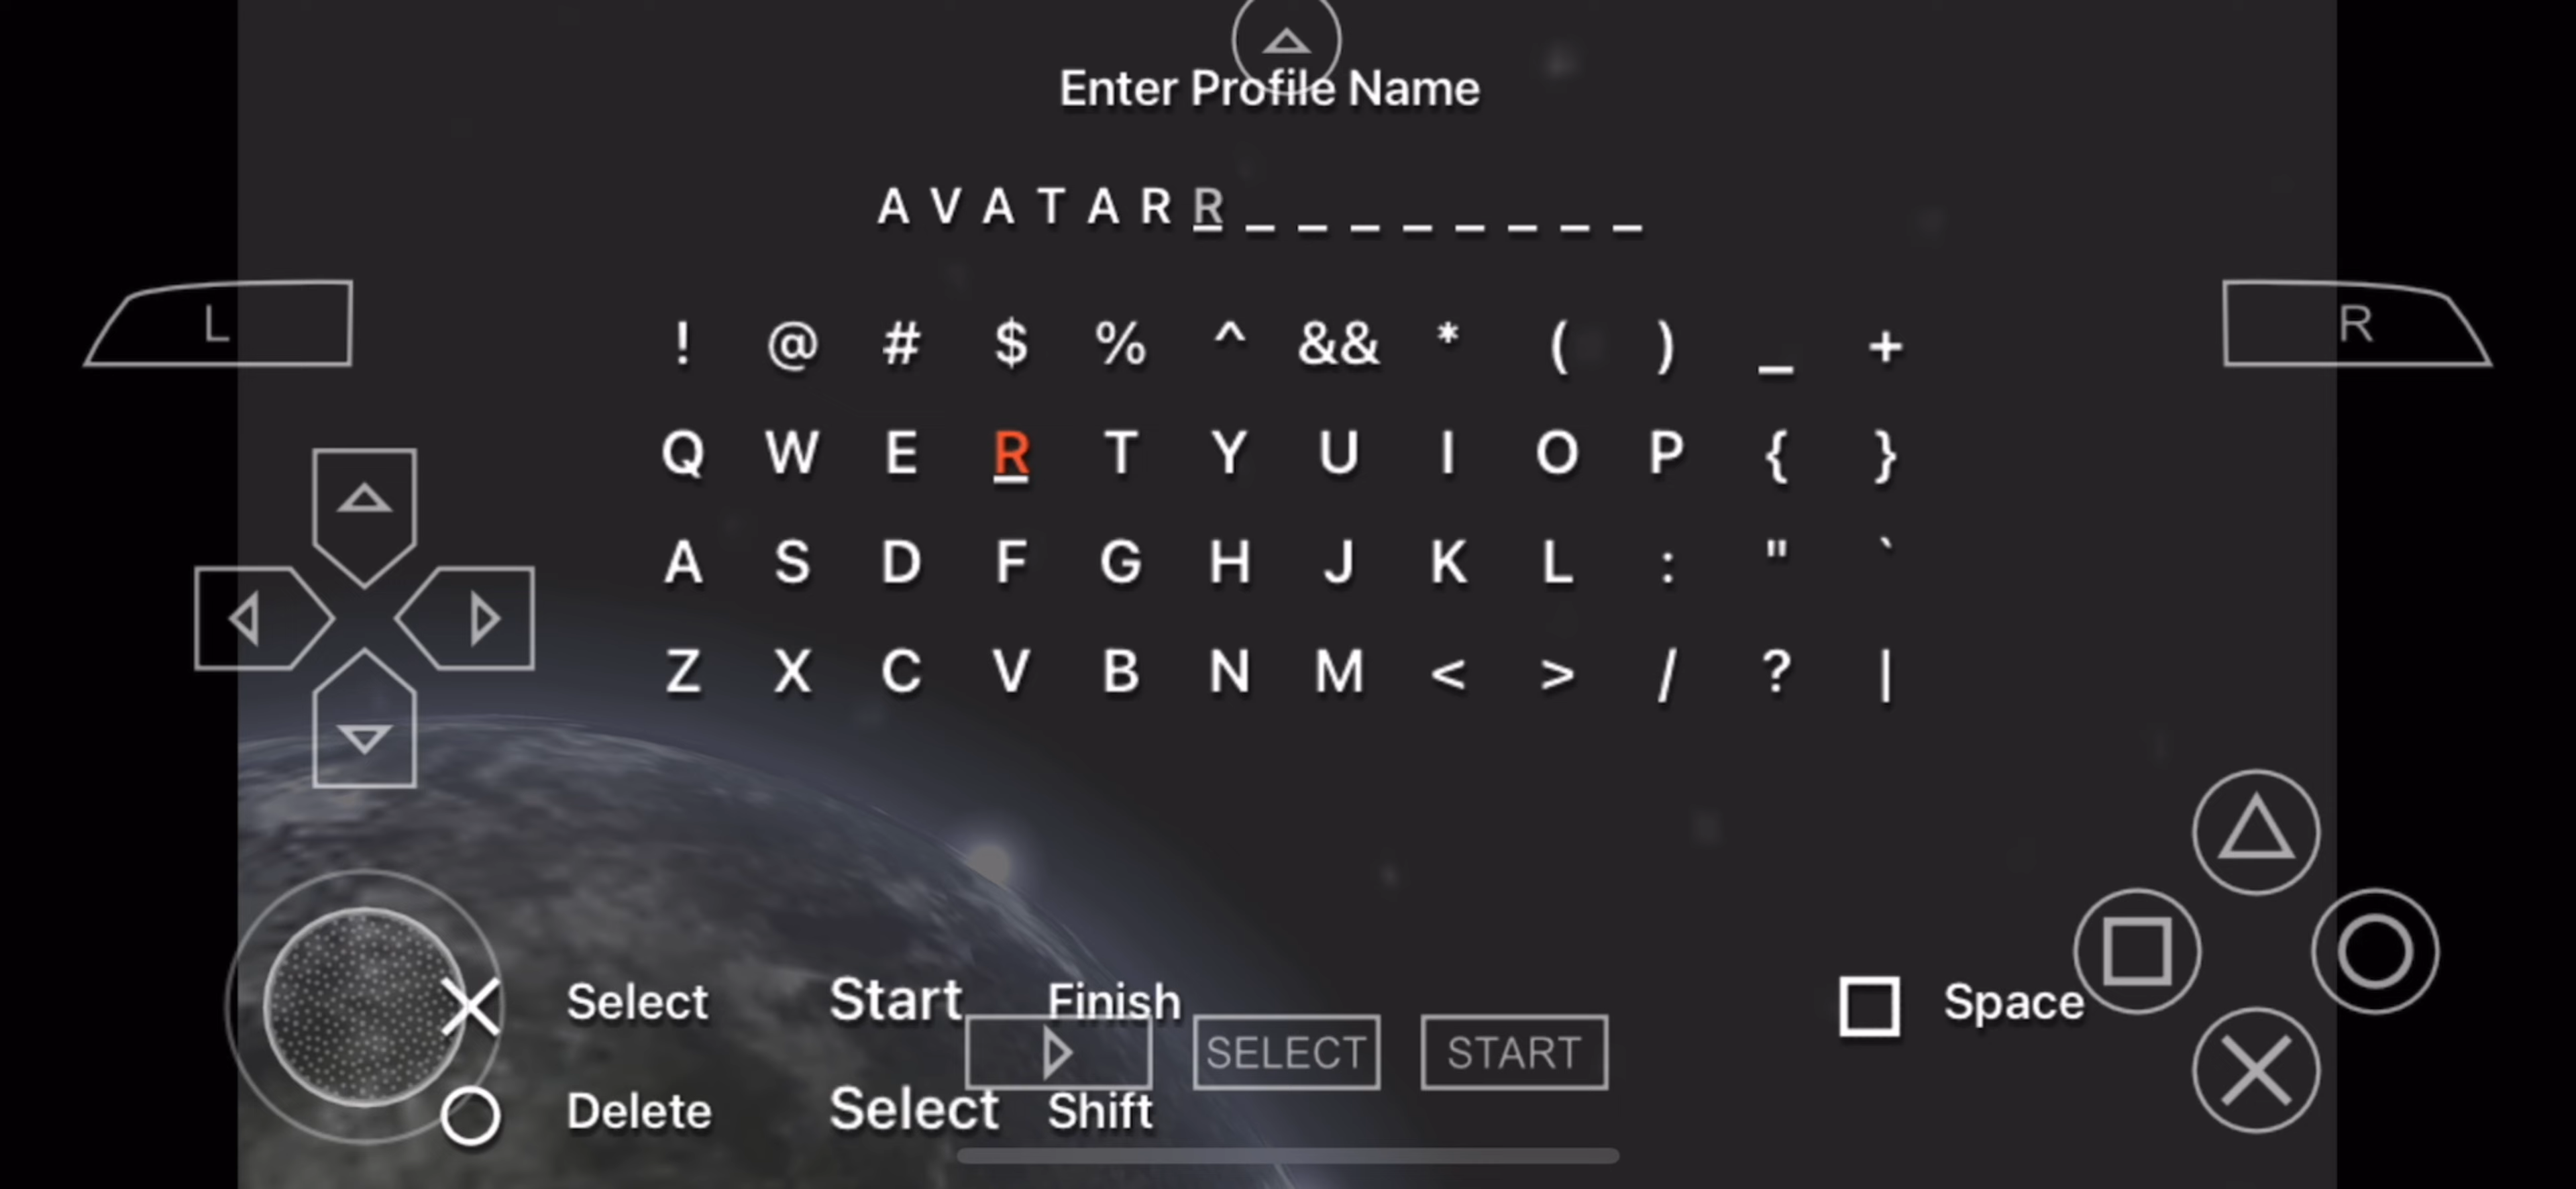 Enter Profile Name
A V A T A R R _ _ _ _ _ _ _ _
L
R
! @ # $ % ^ && * ( ) _ +
Q W E R T Y U I O P { }
A S D F G H J K L : " `
Z X C V B N M < > / ? |
Select Start Finish Space
SELECT START
Delete Select Shift